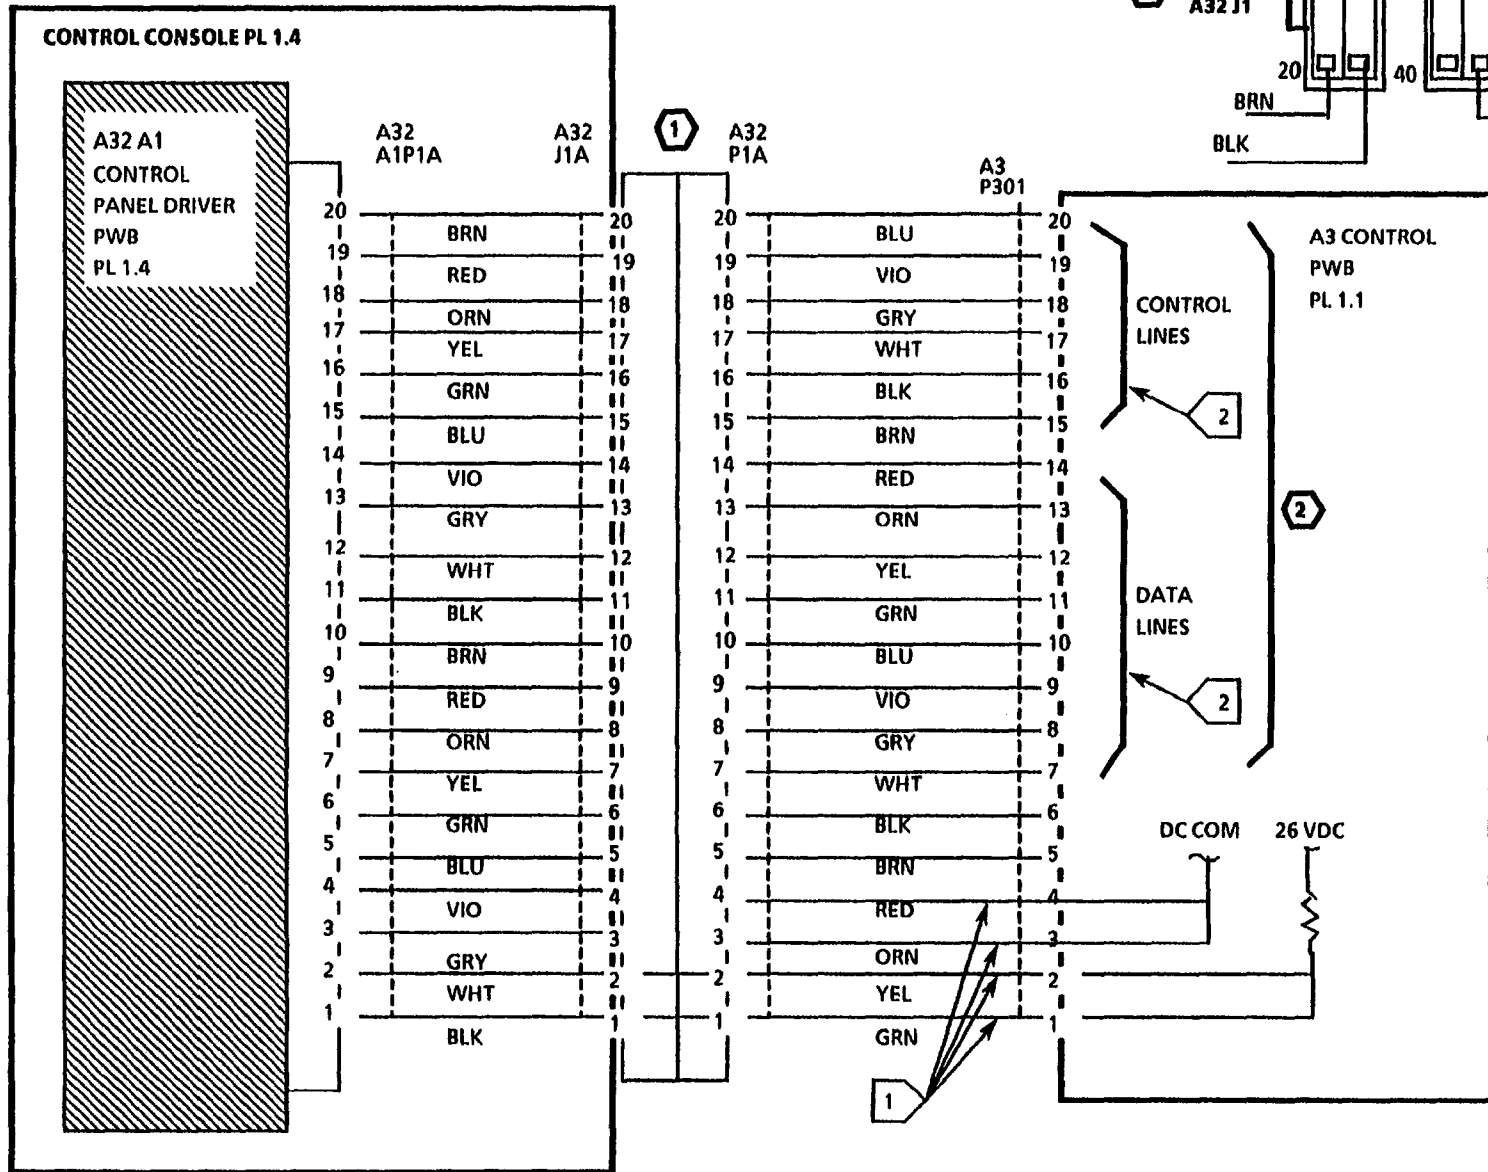 CONTROL CONSOLE PL 1.4
A32 J1
20
40
BRN
BLK
A32 A1
CONTROL
PANEL DRIVER
PWB
PL 1.4
A32
A1P1A
A32
J1A
1
A32
P1A
A3
P301
A3 CONTROL
PWB
PL 1.1
20 BRN 20 20 BLU 20
19 RED 19 19 VIO 19
18 ORN 18 18 GRY 18
17 YEL 17 17 WHT 17
16 GRN 16 16 BLK 16
15 BLU 15 15 BRN 15
14 VIO 14 14 RED 14
13 GRY 13 13 ORN 13
12 WHT 12 12 YEL 12
11 BLK 11 11 GRN 11
10 BRN 10 10 BLU 10
9 RED 9 9 VIO 9
8 ORN 8 8 GRY 8
7 YEL 7 7 WHT 7
6 GRN 6 6 BLK 6
5 BLU 5 5 BRN 5
4 VIO 4 4 RED 4
3 GRY 3 3 ORN 3
2 WHT 2 2 YEL 2
1 BLK 1 1 GRN 1
CONTROL
LINES
2
2
DATA
LINES
2
DC COM
26 VDC
1